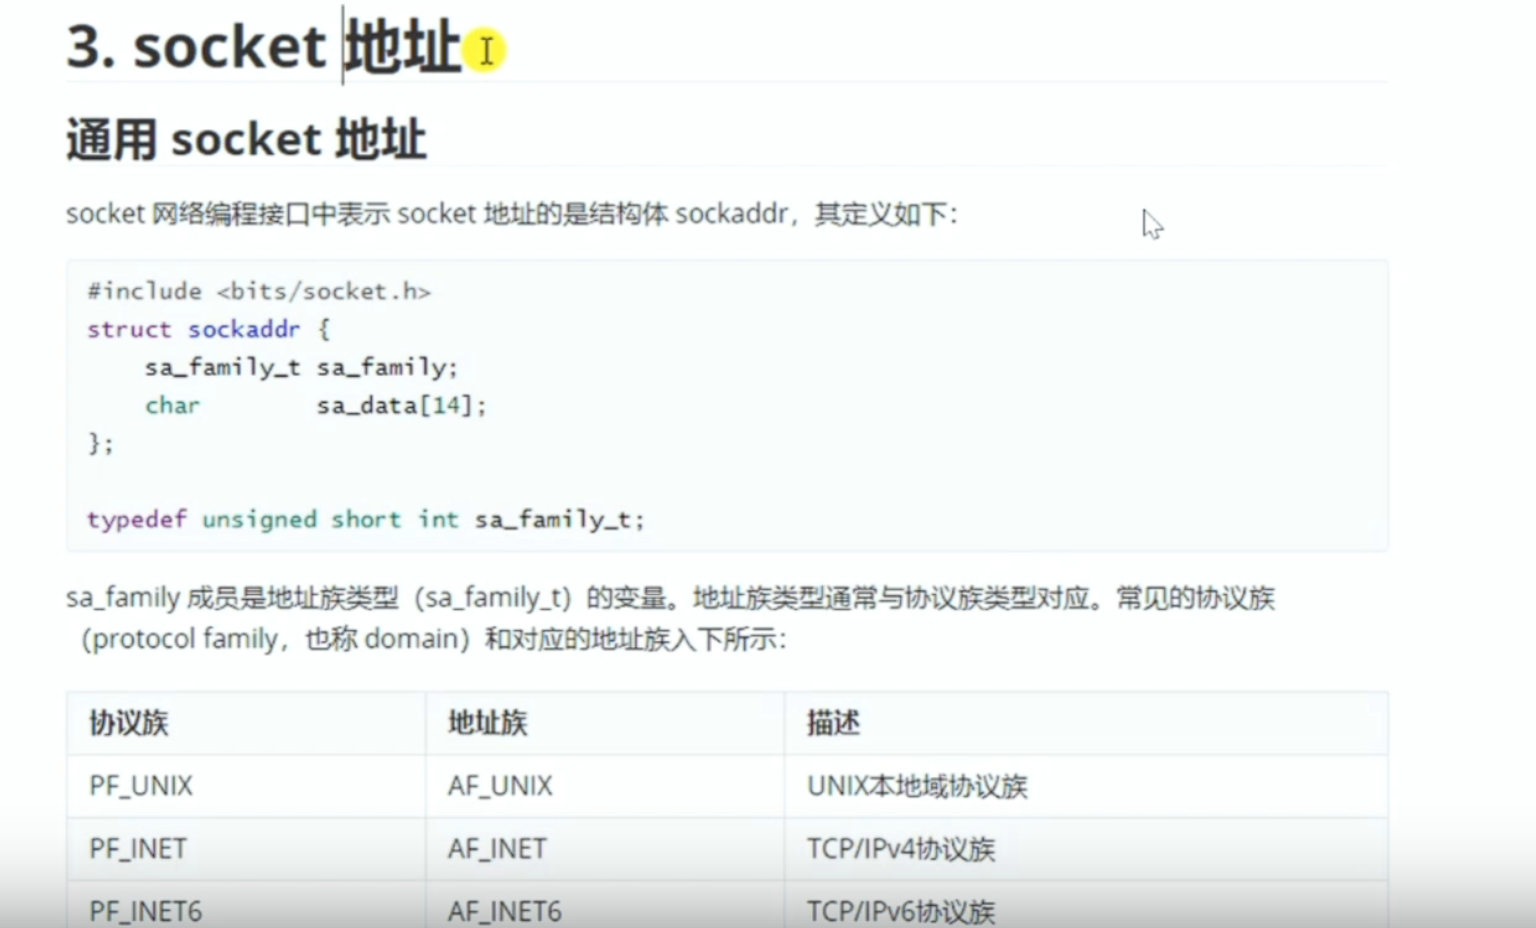 3. socket 地址
通用 socket 地址
socket 网络编程接口中表示 socket 地址的是结构体 sockaddr，其定义如下：
#include <bits/socket.h>
struct sockaddr {
    sa_family_t sa_family;
    char        sa_data[14];
};
typedef unsigned short int sa_family_t;
sa_family 成员是地址族类型（sa_family_t）的变量。地址族类型通常与协议族类型对应。常见的协议族
（protocol family，也称 domain）和对应的地址族入下所示：
协议族 地址族 描述
PF_UNIX AF_UNIX UNIX本地域协议族
PF_INET AF_INET TCP/IPv4协议族
PF_INET6 AF_INET6 TCP/IPv6协议族